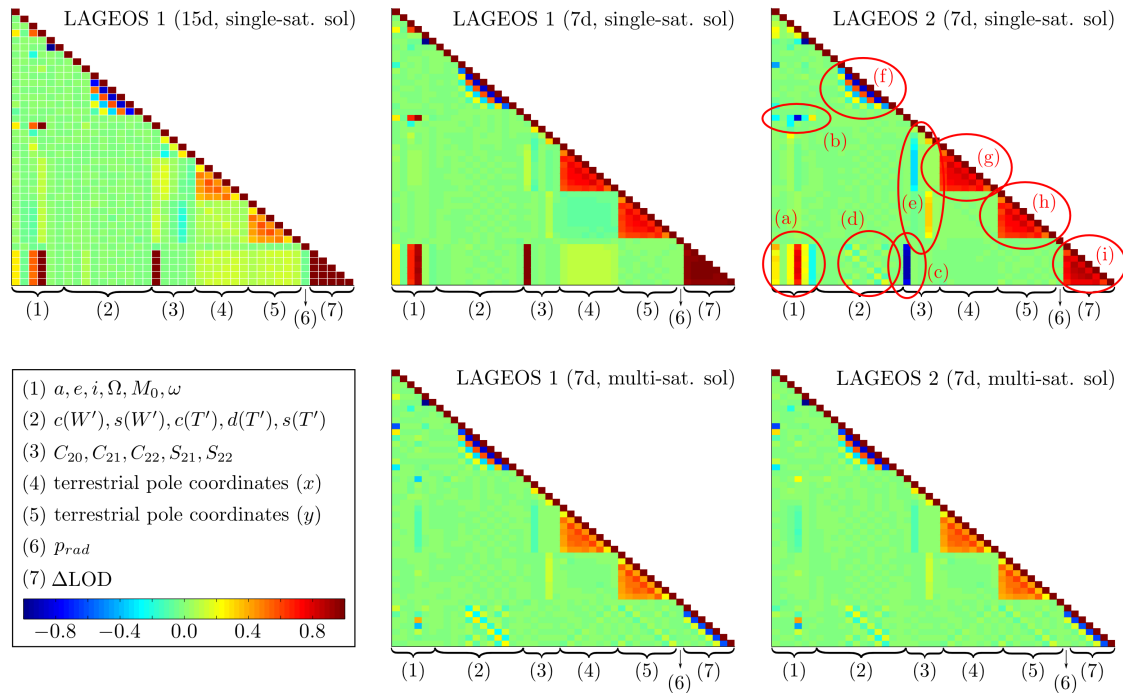 LAGEOS 1 (15d, single-sat. sol)
(1) (2) (3) (4) (5) (6) (7)
LAGEOS 1 (7d, single-sat. sol)
(1) (2) (3) (4) (5) (6) (7)
LAGEOS 2 (7d, single-sat. sol)
(f)
(b)
(g)
(e)
(h)
(a) (d)
(c) (i)
(1) (2) (3) (4) (5) (6) (7)
(1) a, e, i, Ω, M₀, ω
(2) c(W′), s(W′), c(T′), d(T′), s(T′)
(3) C₂₀, C₂₁, C₂₂, S₂₁, S₂₂
(4) terrestrial pole coordinates (x)
(5) terrestrial pole coordinates (y)
(6) p_rad
(7) ΔLOD
−0.8 −0.4 0.0 0.4 0.8
LAGEOS 1 (7d, multi-sat. sol)
(1) (2) (3) (4) (5) (6) (7)
LAGEOS 2 (7d, multi-sat. sol)
(1) (2) (3) (4) (5) (6) (7)